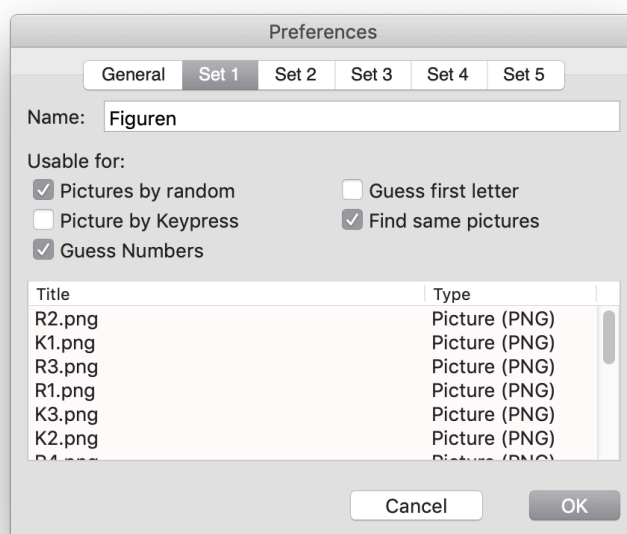 Preferences
General Set 1 Set 2 Set 3 Set 4 Set 5
Name: Figuren
Usable for:
Pictures by random Guess first letter
Picture by Keypress Find same pictures
Guess Numbers
Title Type
R2.png Picture (PNG)
K1.png Picture (PNG)
R3.png Picture (PNG)
R1.png Picture (PNG)
K3.png Picture (PNG)
K2.png Picture (PNG)
Picture (PNG)
Cancel OK